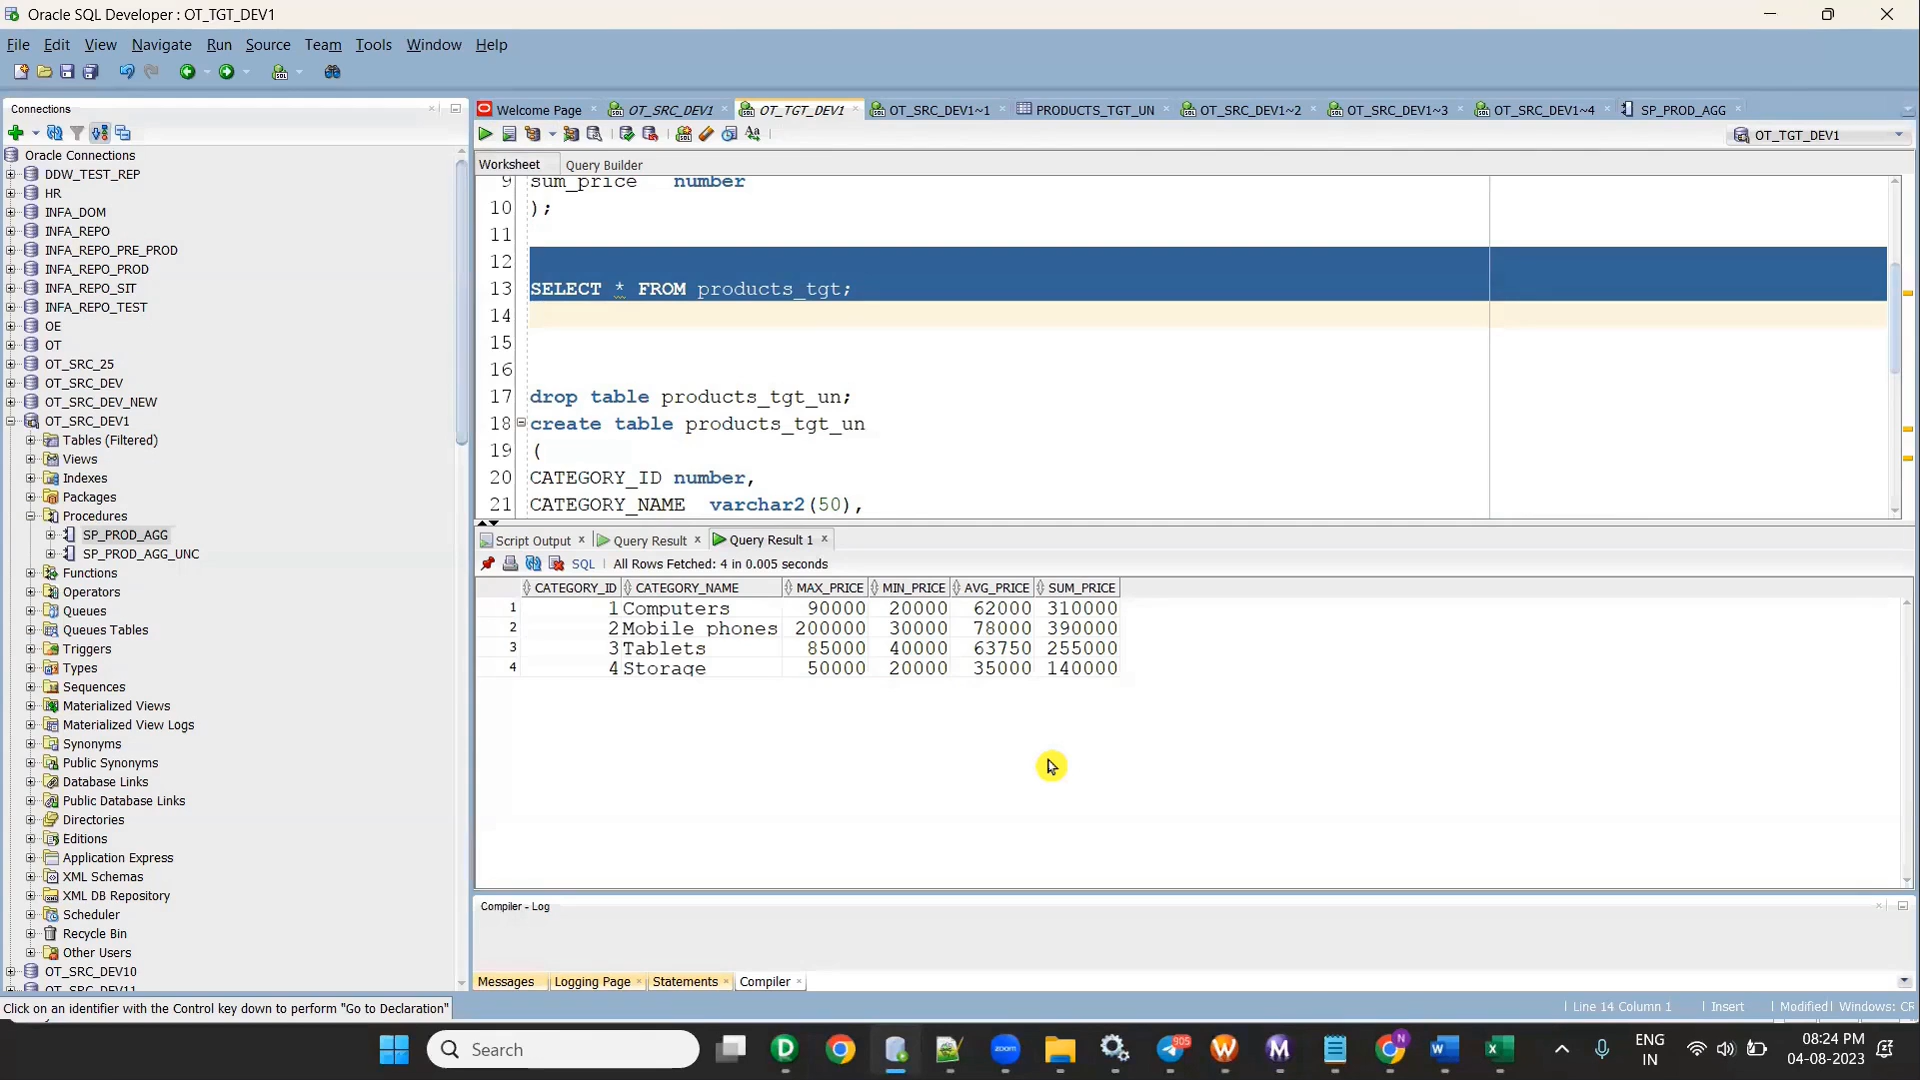 Oracle SQL Developer : OT_TGT_DEV1
File Edit View Navigate Run Source Team Tools Window Help
Connections
Welcome Page OT_SRC_DEV1 OT_TGT_DEV1 OT_SRC_DEV1~1 PRODUCTS_TGT_UN OT_SRC_DEV1~2 OT_SRC_DEV1~3 OT_SRC_DEV1~4 SP_PROD_AGG
OT_TGT_DEV1
Oracle Connections
DDW_TEST_REP
HR
INFA_DOM
INFA_REPO
INFA_REPO_PRE_PROD
INFA_REPO_PROD
INFA_REPO_SIT
INFA_REPO_TEST
OE
OT
OT_SRC_25
OT_SRC_DEV
OT_SRC_DEV_NEW
OT_SRC_DEV1
Tables (Filtered)
Views
Indexes
Packages
Procedures
SP_PROD_AGG
SP_PROD_AGG_UNC
Functions
Operators
Queues
Queues Tables
Triggers
Types
Sequences
Materialized Views
Materialized View Logs
Synonyms
Public Synonyms
Database Links
Public Database Links
Directories
Editions
Application Express
XML Schemas
XML DB Repository
Scheduler
Recycle Bin
Other Users
OT_SRC_DEV10
OT_SRC_DEV11
Worksheet Query Builder
9 sum_price number
10 );
11
12
13 SELECT * FROM products_tgt;
14
15
16
17 drop table products_tgt_un;
18 create table products_tgt_un
19 (
20 CATEGORY_ID number,
21 CATEGORY_NAME varchar2(50),
Script Output Query Result Query Result 1
SQL All Rows Fetched: 4 in 0.005 seconds
CATEGORY_ID CATEGORY_NAME MAX_PRICE MIN_PRICE AVG_PRICE SUM_PRICE
1 1 Computers 90000 20000 62000 310000
2 2 Mobile phones 200000 30000 78000 390000
3 3 Tablets 85000 40000 63750 255000
4 4 Storage 50000 20000 35000 140000
Compiler - Log
Messages Logging Page Statements Compiler
Click on an identifier with the Control key down to perform "Go to Declaration"
Line 14 Column 1 Insert Modified Windows: CR
Search
zoom
905
N
ENG
IN
08:24 PM
04-08-2023